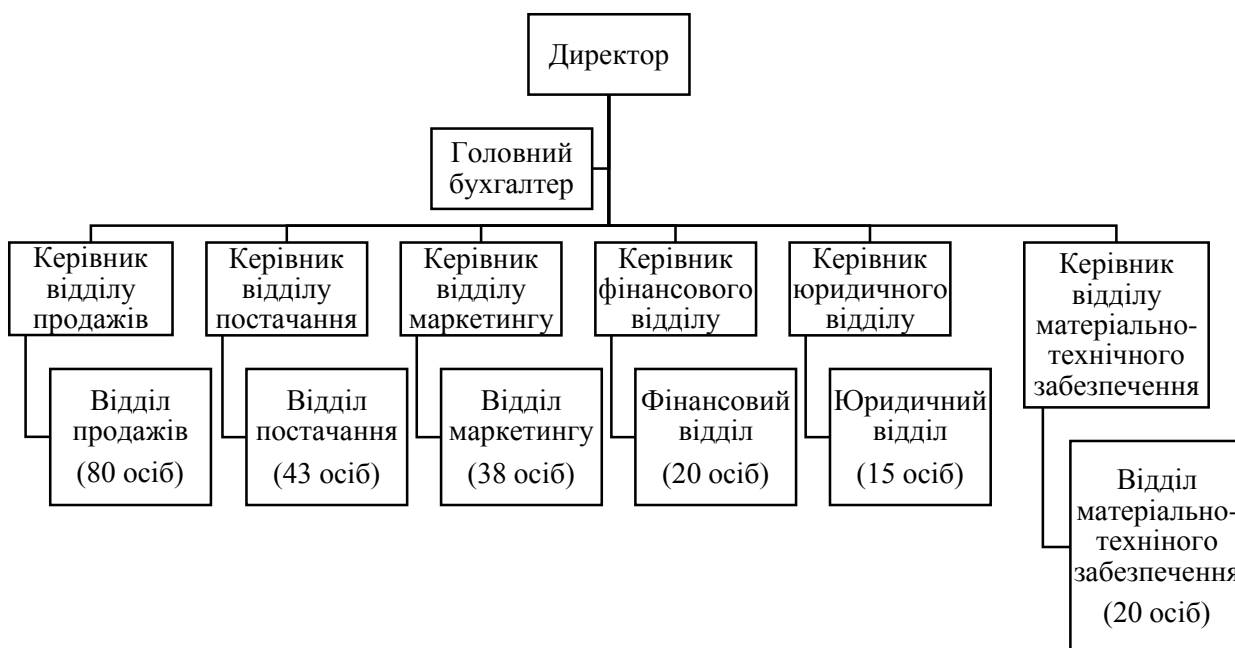 Директор
Головний
бухгалтер
Керівник
відділу
продажів
Керівник
відділу
постачання
Керівник
відділу
маркетингу
Керівник
фінансового
відділу
Керівник
юридичного
відділу
Керівник
відділу
матеріально-
технічного
забезпечення
Відділ
продажів
(80 осіб)
Відділ
постачання
(43 осіб)
Відділ
маркетингу
(38 осіб)
Фінансовий
відділ
(20 осіб)
Юридичний
відділ
(15 осіб)
Відділ
матеріально-
техніного
забезпечення
(20 осіб)